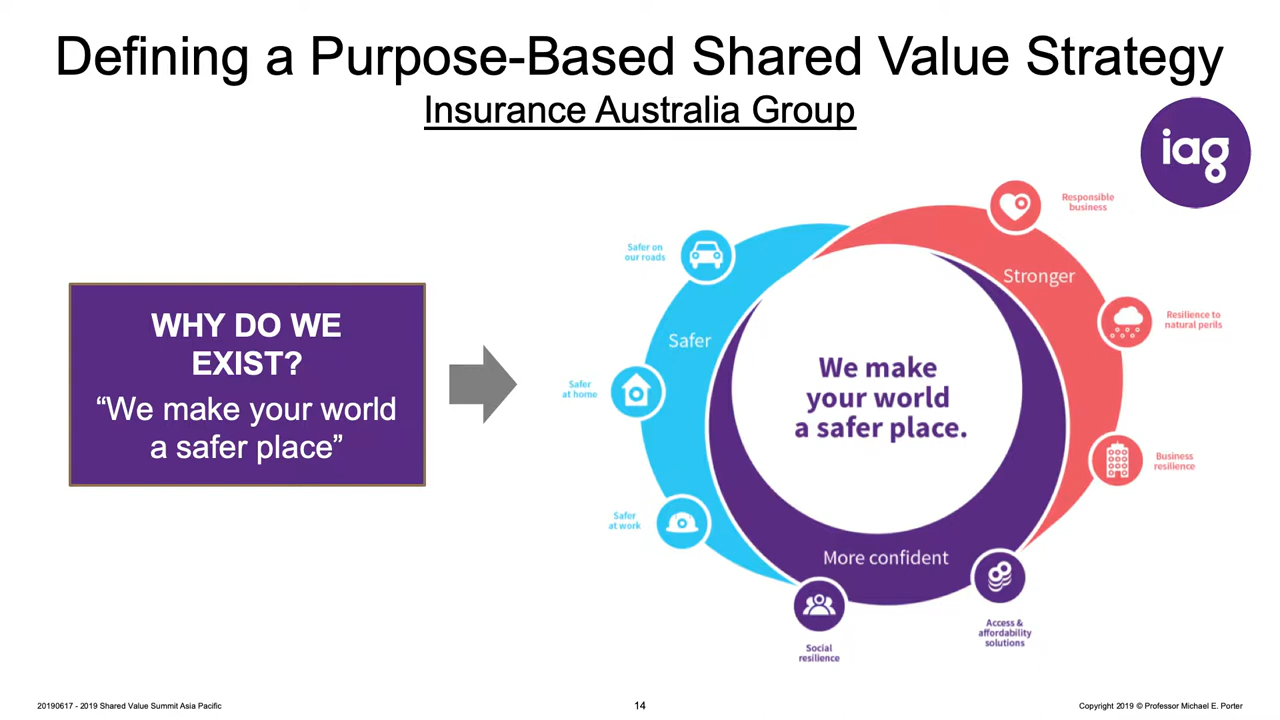 Defining a Purpose-Based Shared Value Strategy
Insurance Australia Group
iag
WHY DO WE
EXIST?
“We make your world
a safer place”
Safer on
our roads
Safer
at home
Safer
at work
Safer
Responsible
business
Stronger
Resilience to
natural perils
Business
resilience
We make
your world
a safer place.
More confident
Access &
affordability
solutions
Social
resilience
20190617 - 2019 Shared Value Summit Asia Pacific
14
Copyright 2019 © Professor Michael E. Porter